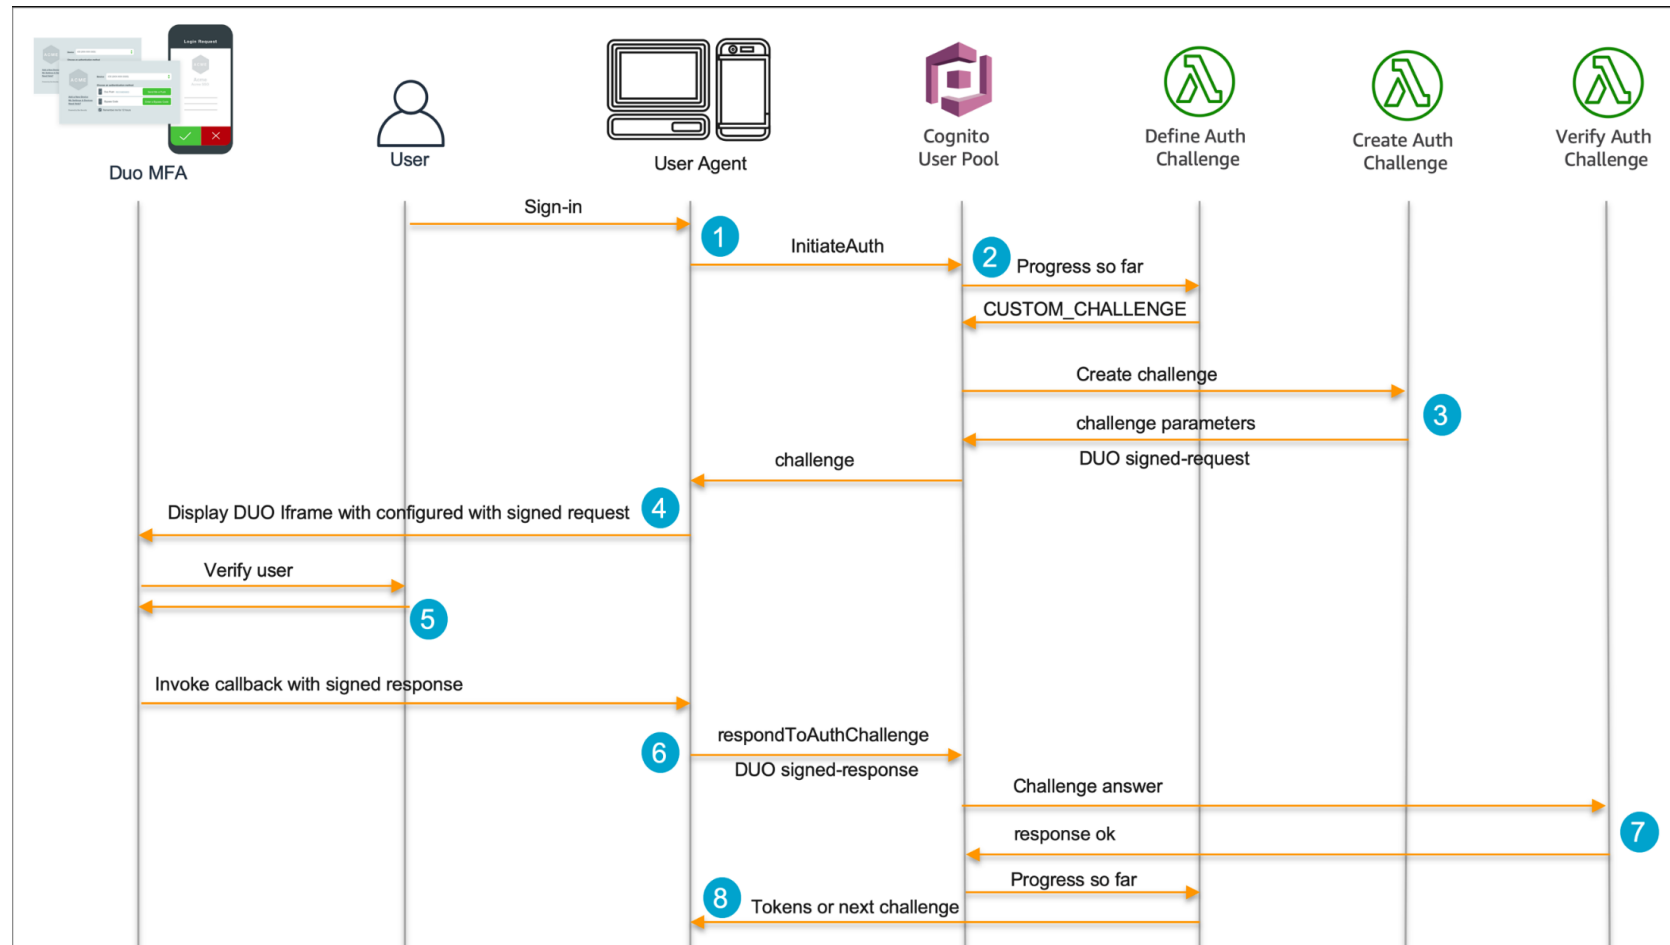 Login Request
Duo MFA
User
User Agent
Cognito
User Pool
Define Auth
Challenge
Create Auth
Challenge
Verify Auth
Challenge
Sign-in
1
InitiateAuth
2
Progress so far
CUSTOM_CHALLENGE
Create challenge
3
challenge parameters
DUO signed-request
challenge
4
Display DUO Iframe with configured with signed request
Verify user
5
Invoke callback with signed response
6
respondToAuthChallenge
DUO signed-response
Challenge answer
7
response ok
Progress so far
8
Tokens or next challenge